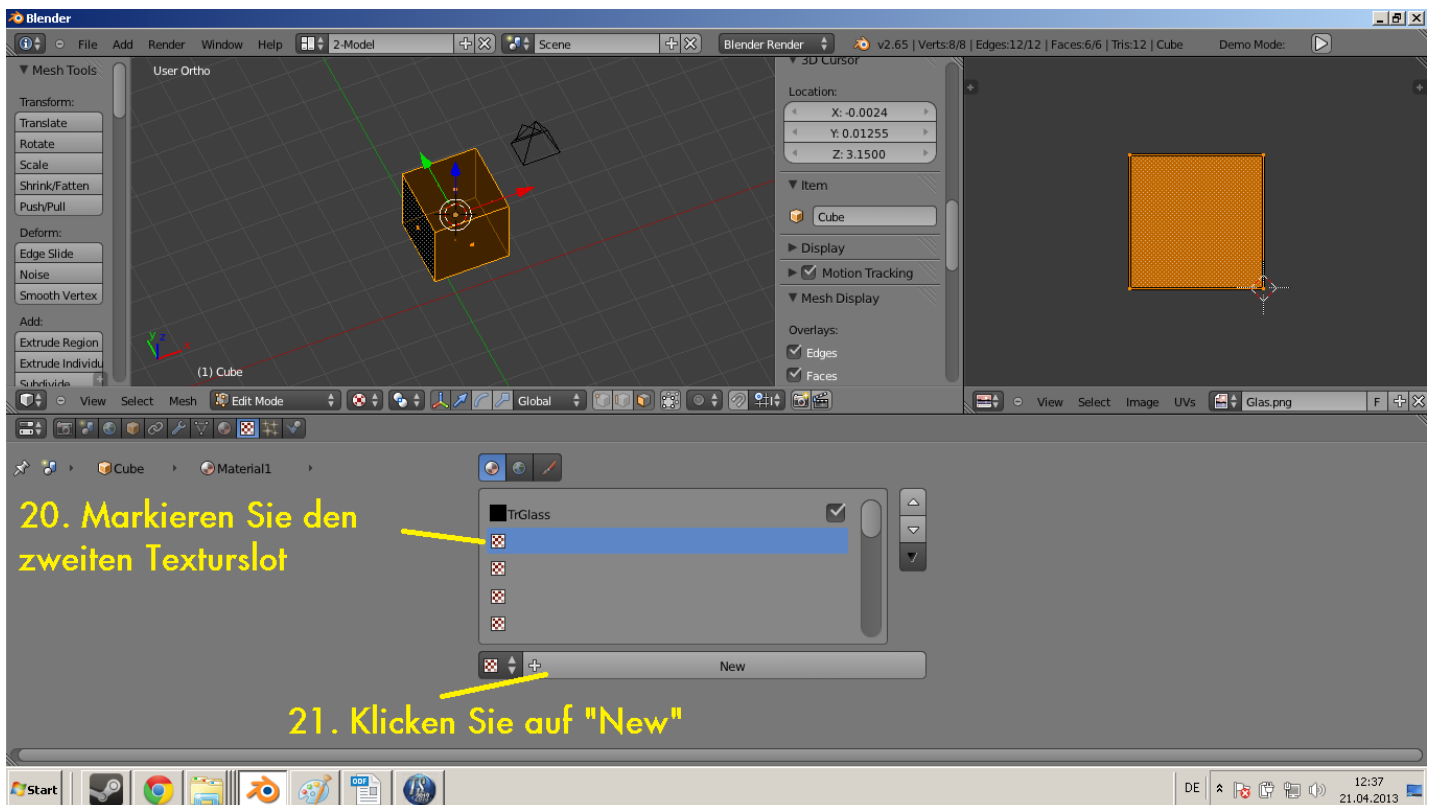 Blender
File Add Render Window Help 2-Model Scene Blender Render v2.65 | Verts:8/8 | Edges:12/12 | Faces:6/6 | Tris:12 | Cube Demo Mode:
▼ Mesh Tools
Transform:
Translate
Rotate
Scale
Shrink/Fatten
Push/Pull
Deform:
Edge Slide
Noise
Smooth Vertex
Add:
Extrude Region
Extrude Individu
Subdivide
User Ortho
y z x
(1) Cube
▼ 3D Cursor
Location:
X: -0.0024
Y: 0.01255
Z: 3.1500
▼ Item
Cube
▶ Display
▶ Motion Tracking
▼ Mesh Display
Overlays:
Edges
Faces
View Select Mesh Edit Mode Global
View Select Image UVs Glas.png F
Cube Material1
20. Markieren Sie den
zweiten Texturslot
TrGlass
New
21. Klicken Sie auf "New"
Start
ODF
DE
12:37
21.04.2013